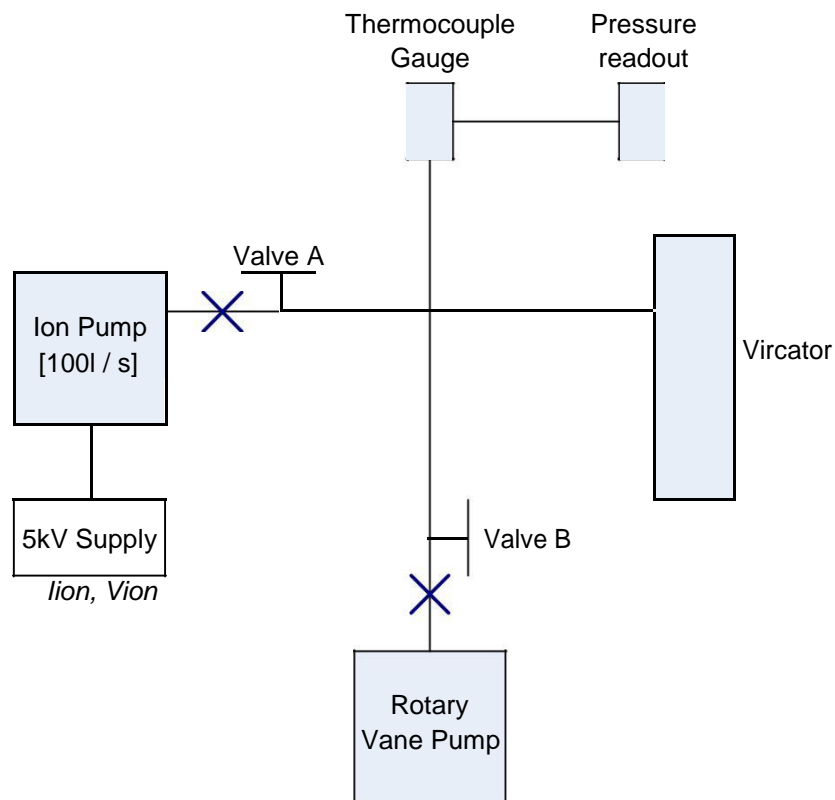 Thermocouple
Gauge
Pressure
readout
Valve A
Ion Pump
[100l / s]
Vircator
5kV Supply
Iion, Vion
Valve B
Rotary
Vane Pump